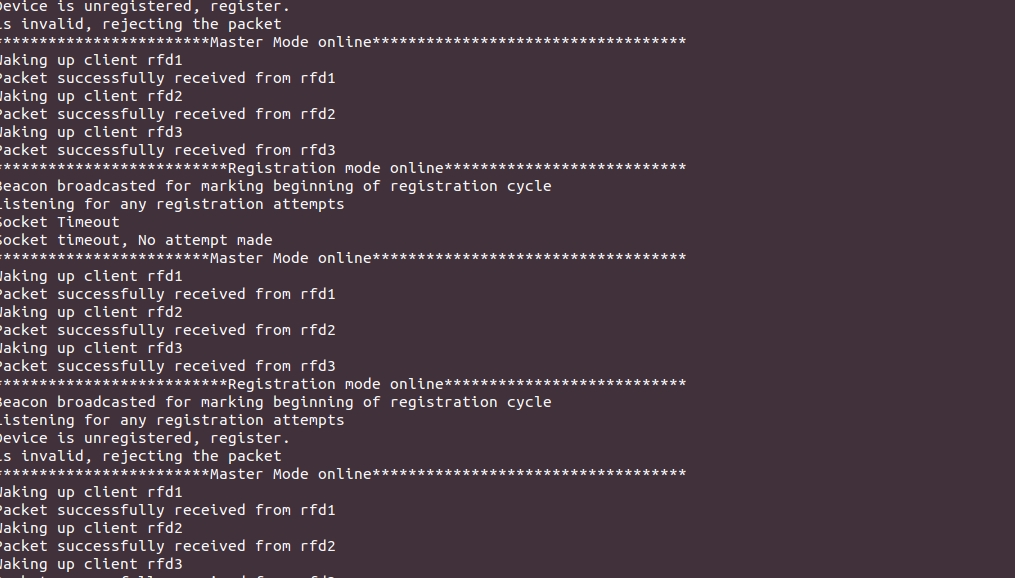 Device is unregistered, register.
is invalid, rejecting the packet
************************Master Mode online***********************************
Waking up client rfd1
Packet successfully received from rfd1
Waking up client rfd2
Packet successfully received from rfd2
Waking up client rfd3
Packet successfully received from rfd3
**************************Registration mode online***************************
Beacon broadcasted for marking beginning of registration cycle
Listening for any registration attempts
Socket Timeout
Socket timeout, No attempt made
************************Master Mode online***********************************
Waking up client rfd1
Packet successfully received from rfd1
Waking up client rfd2
Packet successfully received from rfd2
Waking up client rfd3
Packet successfully received from rfd3
**************************Registration mode online***************************
Beacon broadcasted for marking beginning of registration cycle
Listening for any registration attempts
Device is unregistered, register.
is invalid, rejecting the packet
************************Master Mode online***********************************
Waking up client rfd1
Packet successfully received from rfd1
Waking up client rfd2
Packet successfully received from rfd2
Waking up client rfd3
Packet successfully received from rfd3